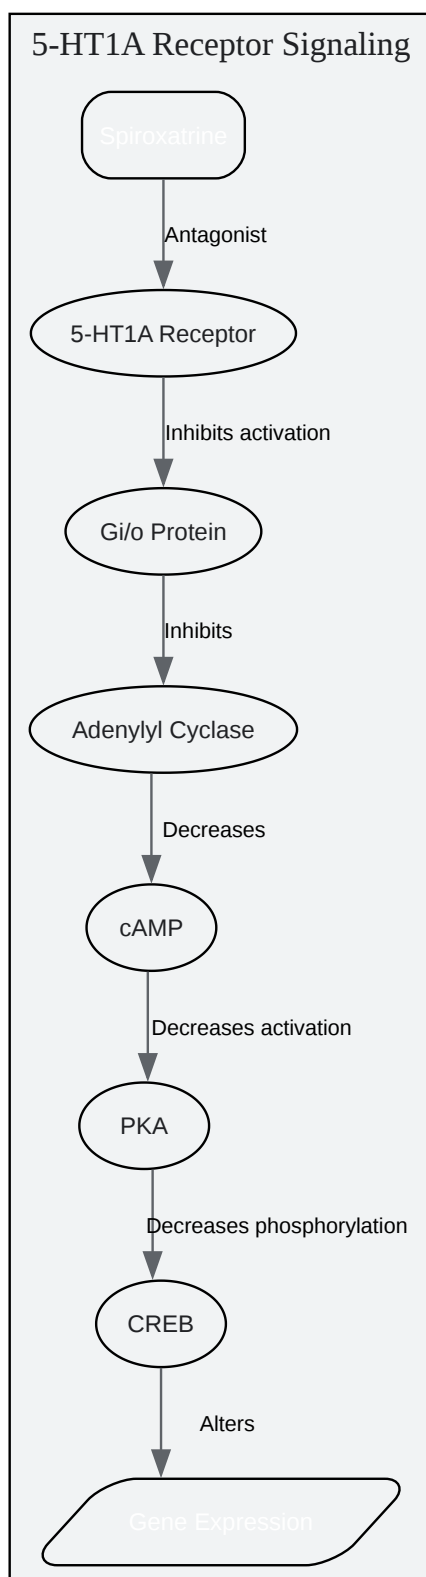 5-HT1A Receptor Signaling
Spiroxatrine
Antagonist
5-HT1A Receptor
Inhibits activation
Gi/o Protein
Inhibits
Adenylyl Cyclase
Decreases
cAMP
Decreases activation
PKA
Decreases phosphorylation
CREB
Alters
Gene Expression